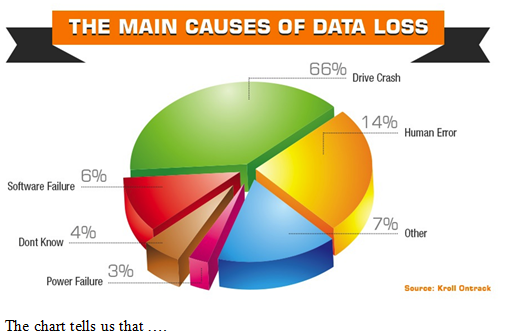 THE MAIN CAUSES OF DATA LOSS
66% Drive Crash
14% Human Error
6%
Software Failure
4%
Dont Know
7% Other
3%
Power Failure
Source: Kroll Ontrack
The chart tells us that ....